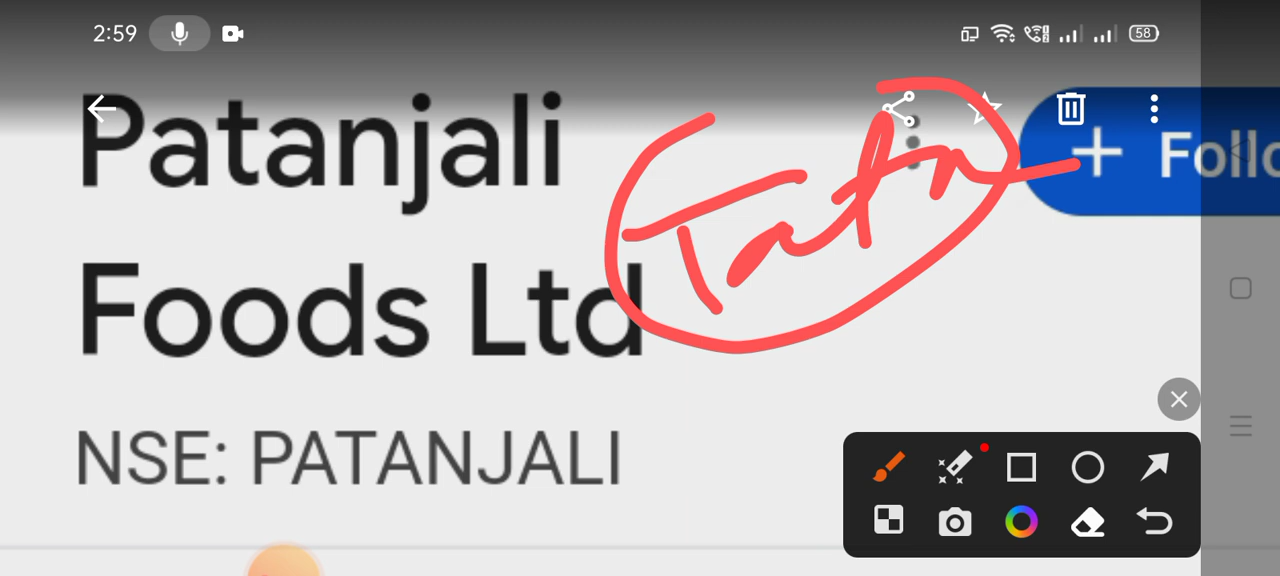 2:59
58
Patanjali
Foods Ltd
NSE: PATANJALI
Tata
+ Follo